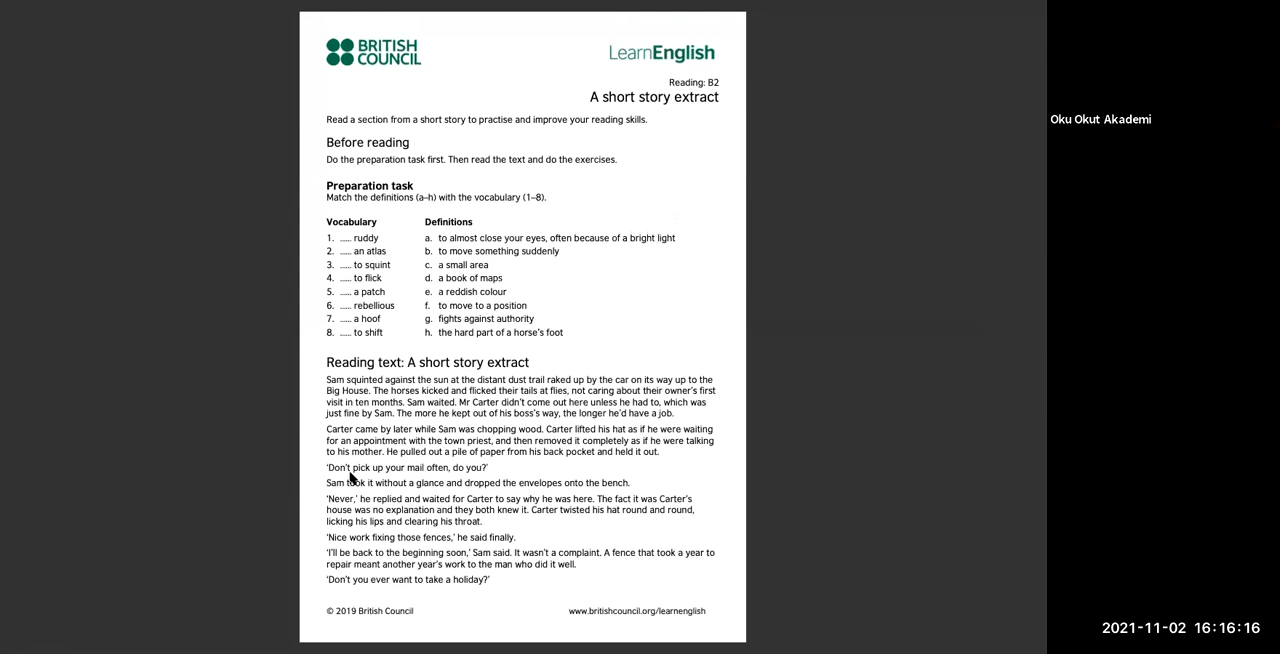 BRITISH
COUNCIL
LearnEnglish
Reading: B2
A short story extract
Read a section from a short story to practise and improve your reading skills.
Before reading
Do the preparation task first. Then read the text and do the exercises.
Preparation task
Match the definitions (a–h) with the vocabulary (1–8).
Vocabulary Definitions
1. ..... ruddy a. to almost close your eyes, often because of a bright light
2. ..... an atlas b. to move something suddenly
3. ..... to squint c. a small area
4. ..... to flick d. a book of maps
5. ..... a patch e. a reddish colour
6. ..... rebellious f. to move to a position
7. ..... a hoof g. fights against authority
8. ..... to shift h. the hard part of a horse's foot
Reading text: A short story extract
Sam squinted against the sun at the distant dust trail raked up by the car on its way up to the
Big House. The horses kicked and flicked their tails at flies, not caring about their owner's first
visit in ten months. Sam waited. Mr Carter didn't come out here unless he had to, which was
just fine by Sam. The more he kept out of his boss's way, the longer he'd have a job.
Carter came by later while Sam was chopping wood. Carter lifted his hat as if he were waiting
for an appointment with the town priest, and then removed it completely as if he were talking
to his mother. He pulled out a pile of paper from his back pocket and held it out.
'Don't pick up your mail often, do you?'
Sam took it without a glance and dropped the envelopes onto the bench.
'Never,' he replied and waited for Carter to say why he was here. The fact it was Carter's
house was no explanation and they both knew it. Carter twisted his hat round and round,
licking his lips and clearing his throat.
'Nice work fixing those fences,' he said finally.
'I'll be back to the beginning soon,' Sam said. It wasn't a complaint. A fence that took a year to
repair meant another year's work to the man who did it well.
'Don't you ever want to take a holiday?'
© 2019 British Council www.britishcouncil.org/learnenglish
Oku Okut Akademi
2021-11-02 16:16:16